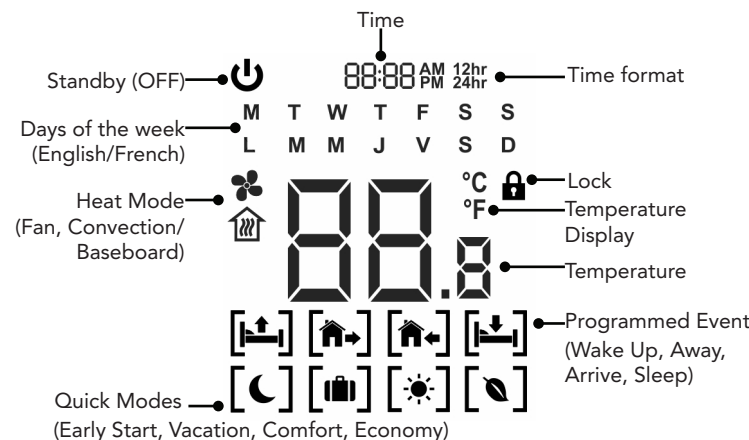 Time
Standby (OFF)
88:88 AM 12hr
PM 24hr
Time format
M T W T F S S
Days of the week
(English/French)
L M M J V S D
°C
Lock
Heat Mode
(Fan, Convection/
Baseboard)
°F
Temperature
Display
88.8
Temperature
Programmed Event
(Wake Up, Away,
Arrive, Sleep)
Quick Modes
(Early Start, Vacation, Comfort, Economy)